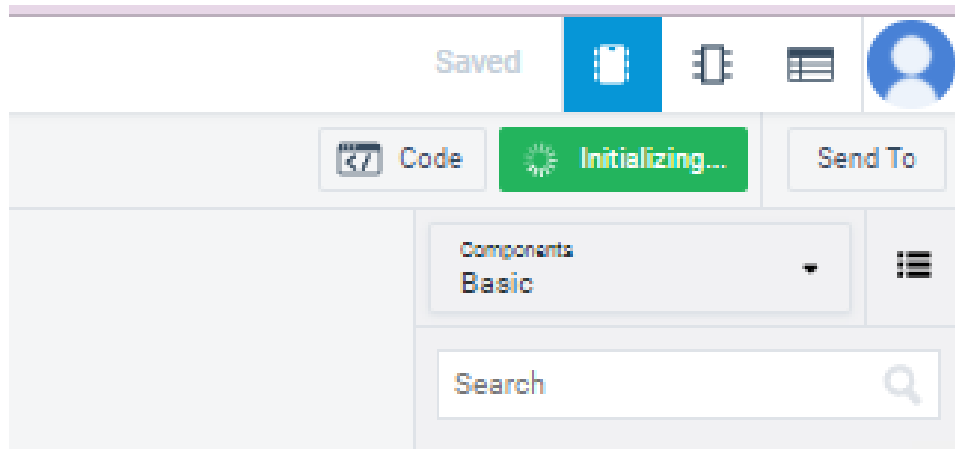 Saved
Code
Initializing...
Send To
Components
Basic
Search